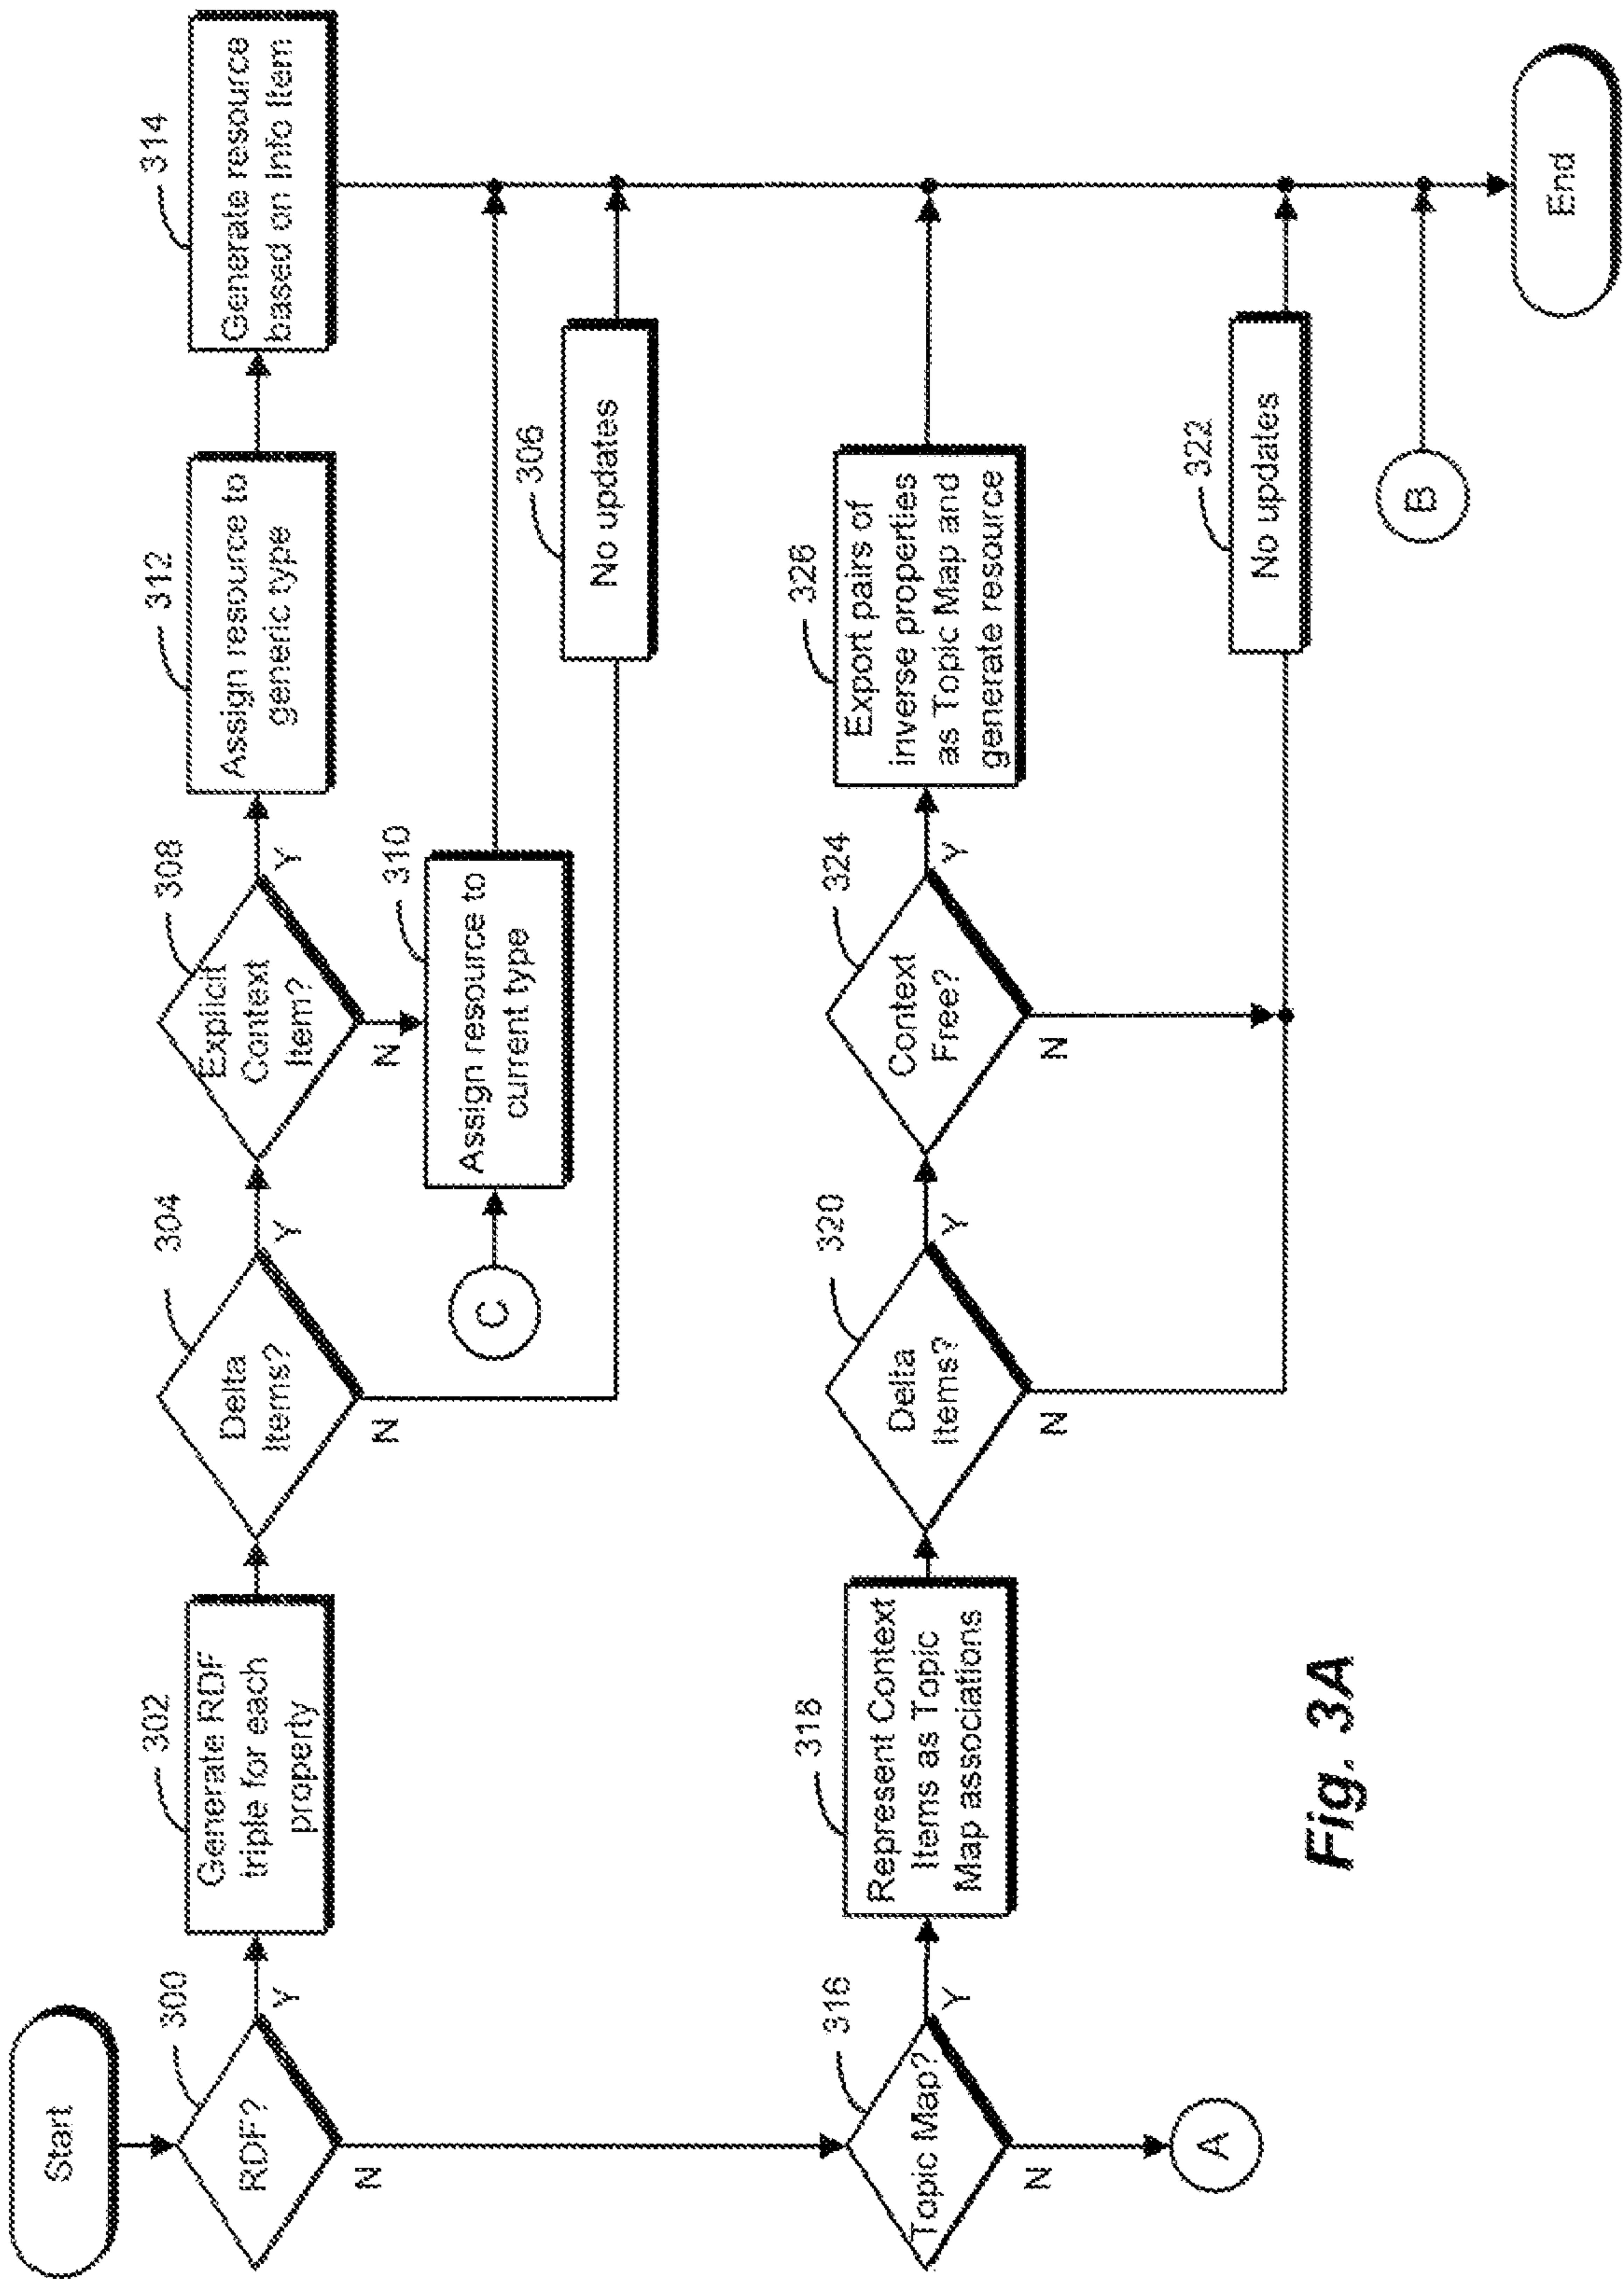 Start
300
RDF?
Y
N
302
Generate RDF
triple for each
property
304
Delta
Items?
Y
N
308
Explicit
Context
Item?
Y
N
312
Assign resource to
generic type
314
Generate resource
based on Info Item
C
310
Assign resource to
current type
306
No updates
316
Topic Map?
Y
N
A
318
Represent Context
Items as Topic
Map associations
320
Delta
Items?
Y
N
324
Context
Free?
Y
N
326
Export pairs of
inverse properties
as Topic Map and
generate resource
322
No updates
B
End
Fig. 3A